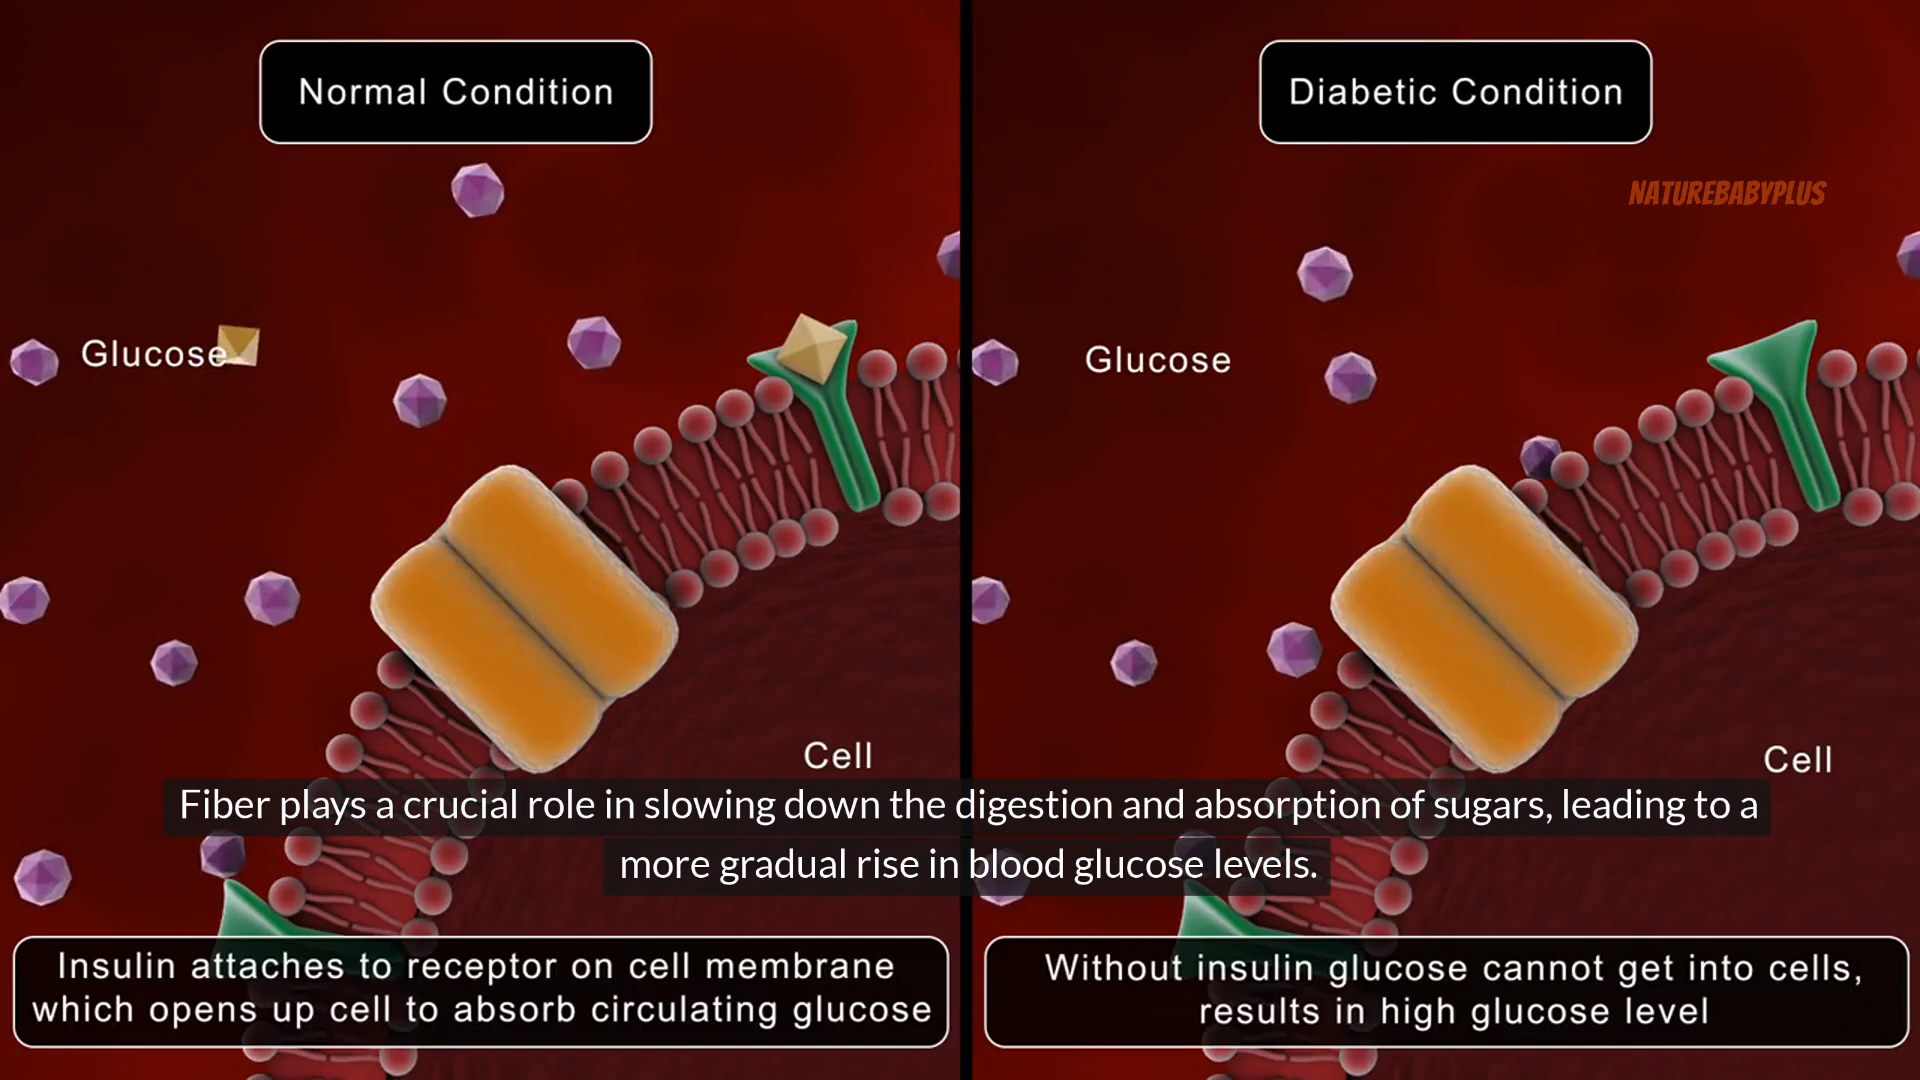 Normal Condition
Diabetic Condition
NATUREBABYPLUS
Glucose
Glucose
Cell
Cell
Fiber plays a crucial role in slowing down the digestion and absorption of sugars, leading to a
more gradual rise in blood glucose levels.
Insulin attaches to receptor on cell membrane
which opens up cell to absorb circulating glucose
Without insulin glucose cannot get into cells,
results in high glucose level